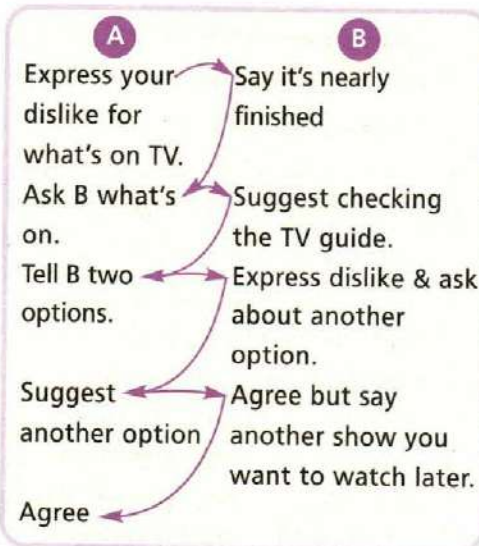 A
B
Express your
dislike for
what's on TV.
Say it's nearly
finished
Ask B what's
on.
Suggest checking
the TV guide.
Tell B two
options.
Express dislike & ask
about another
option.
Suggest
another option
Agree but say
another show you
want to watch later.
Agree